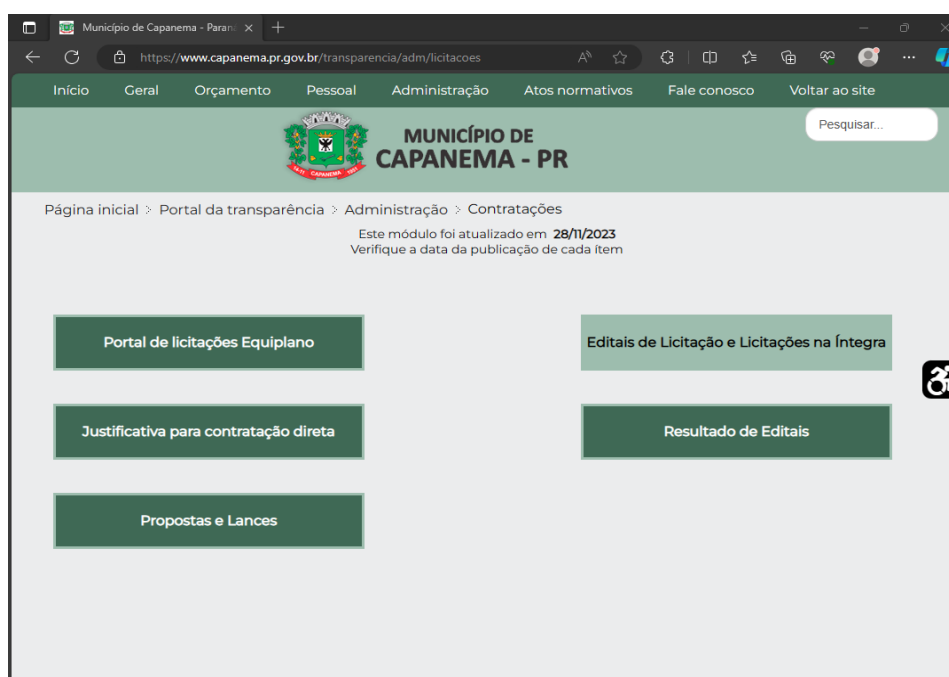 Município de Capanema - Paraná
https://www.capanema.pr.gov.br/transparencia/adm/licitacoes
Início Geral Orçamento Pessoal Administração Atos normativos Fale conosco Voltar ao site
Pesquisar...
MUNICÍPIO DE
CAPANEMA - PR
CAPANEMA
Página inicial > Portal da transparência > Administração > Contratações
Este módulo foi atualizado em 28/11/2023
Verifique a data da publicação de cada ítem
Portal de licitações Equiplano
Editais de Licitação e Licitações na Íntegra
Justificativa para contratação direta
Resultado de Editais
Propostas e Lances